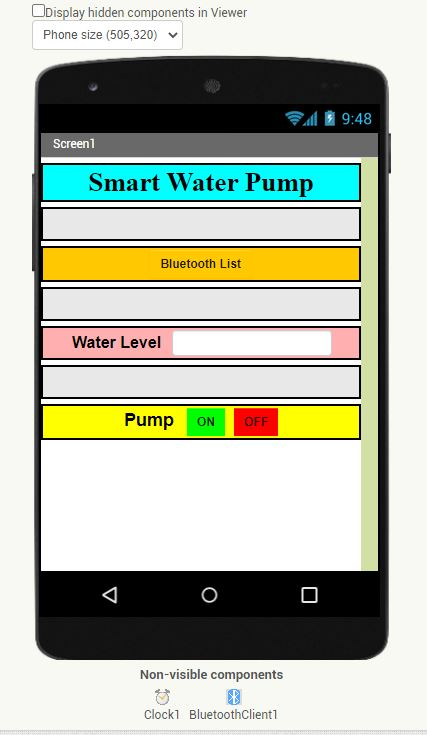 Display hidden components in Viewer
Phone size (505,320)
9:48
Screen1
Smart Water Pump
Bluetooth List
Water Level
Pump ON OFF
Non-visible components
Clock1 BluetoothClient1